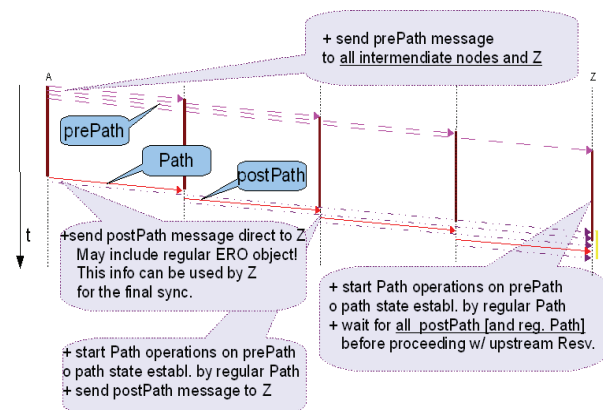 + send prePath message
to all intermendiate nodes and Z
A
Z
prePath
Path
postPath
t
+send postPath message direct to Z
May include regular ERO object!
This info can be used by Z
for the final sync.
+ start Path operations on prePath
o path state establ. by regular Path
+ wait for all postPath [and reg. Path]
before proceeding w/ upstream Resv.
+ start Path operations on prePath
o path state establ. by regular Path
+ send postPath message to Z